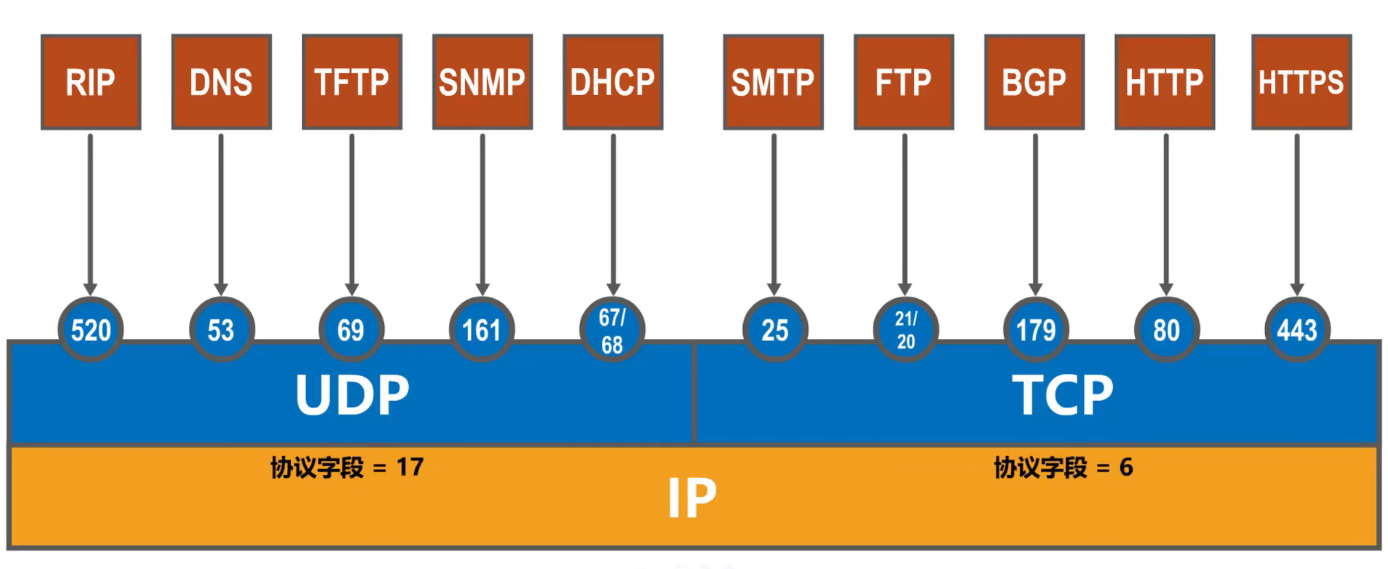 RIP
DNS
TFTP
SNMP
DHCP
SMTP
FTP
BGP
HTTP
HTTPS
520
53
69
161
67/
68
25
21/
20
179
80
443
UDP
TCP
协议字段 = 17
协议字段 = 6
IP